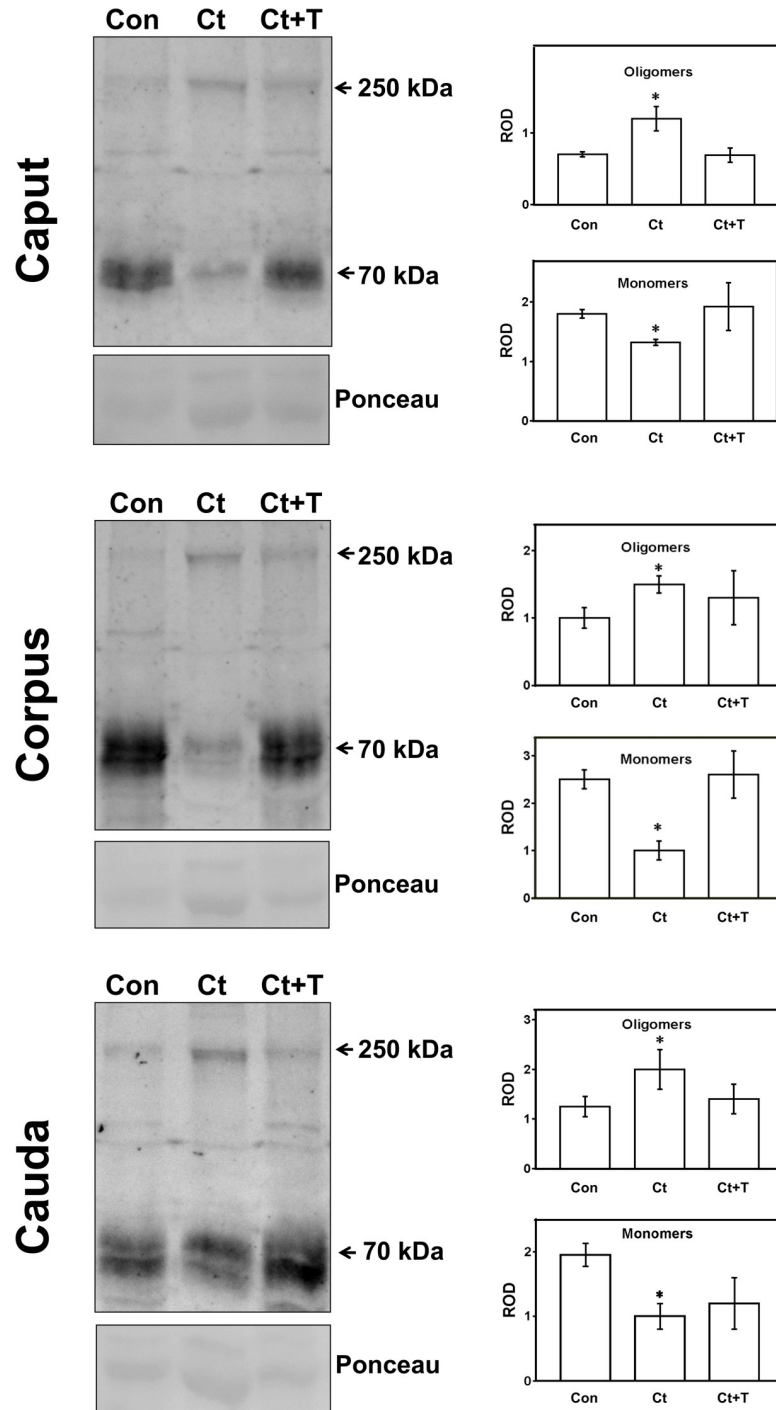 Con Ct Ct+T
Caput
← 250 kDa
← 70 kDa
Ponceau
Oligomers
ROD
1
0
*
Con Ct Ct+T
Monomers
ROD
2
1
0
*
Con Ct Ct+T
Con Ct Ct+T
Corpus
← 250 kDa
← 70 kDa
Ponceau
Oligomers
ROD
2
1
0
*
Con Ct Ct+T
Monomers
ROD
3
2
1
0
*
Con Ct Ct+T
Con Ct Ct+T
Cauda
← 250 kDa
← 70 kDa
Ponceau
Oligomers
ROD
3
2
1
0
*
Con Ct Ct+T
Monomers
ROD
2
1
0
*
Con Ct Ct+T